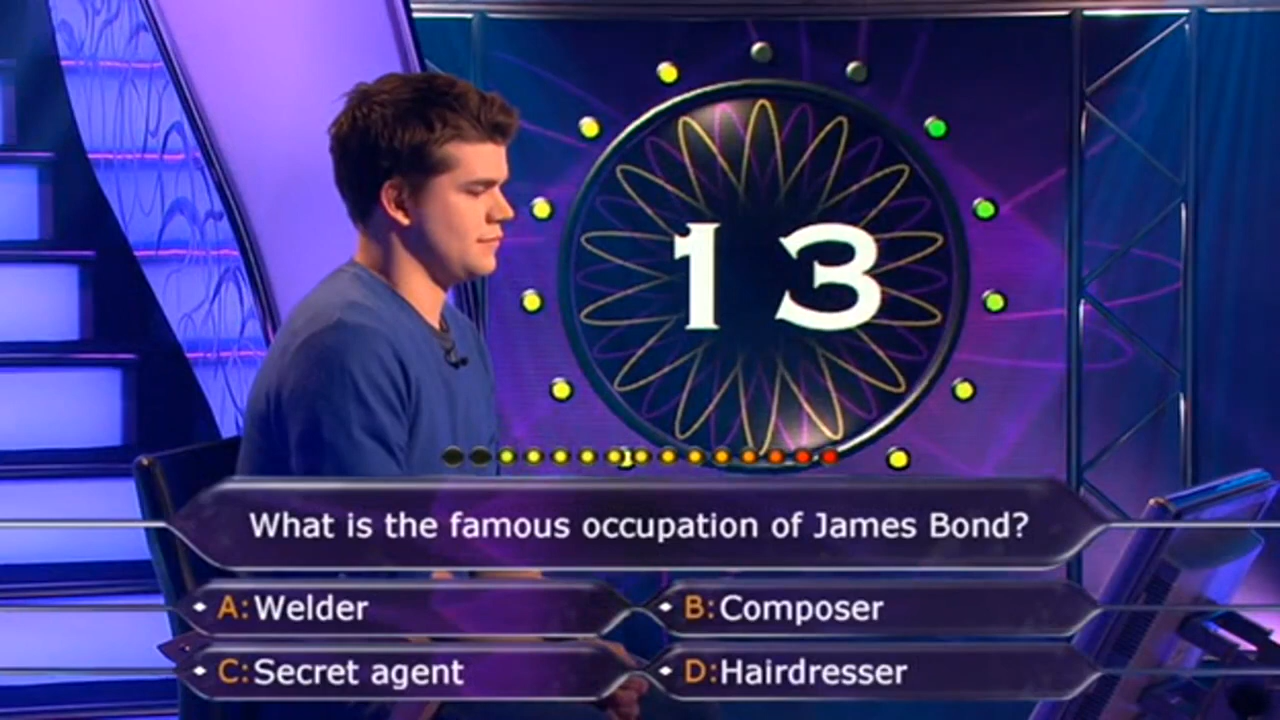 13
What is the famous occupation of James Bond?
A: Welder
B: Composer
C: Secret agent
D: Hairdresser